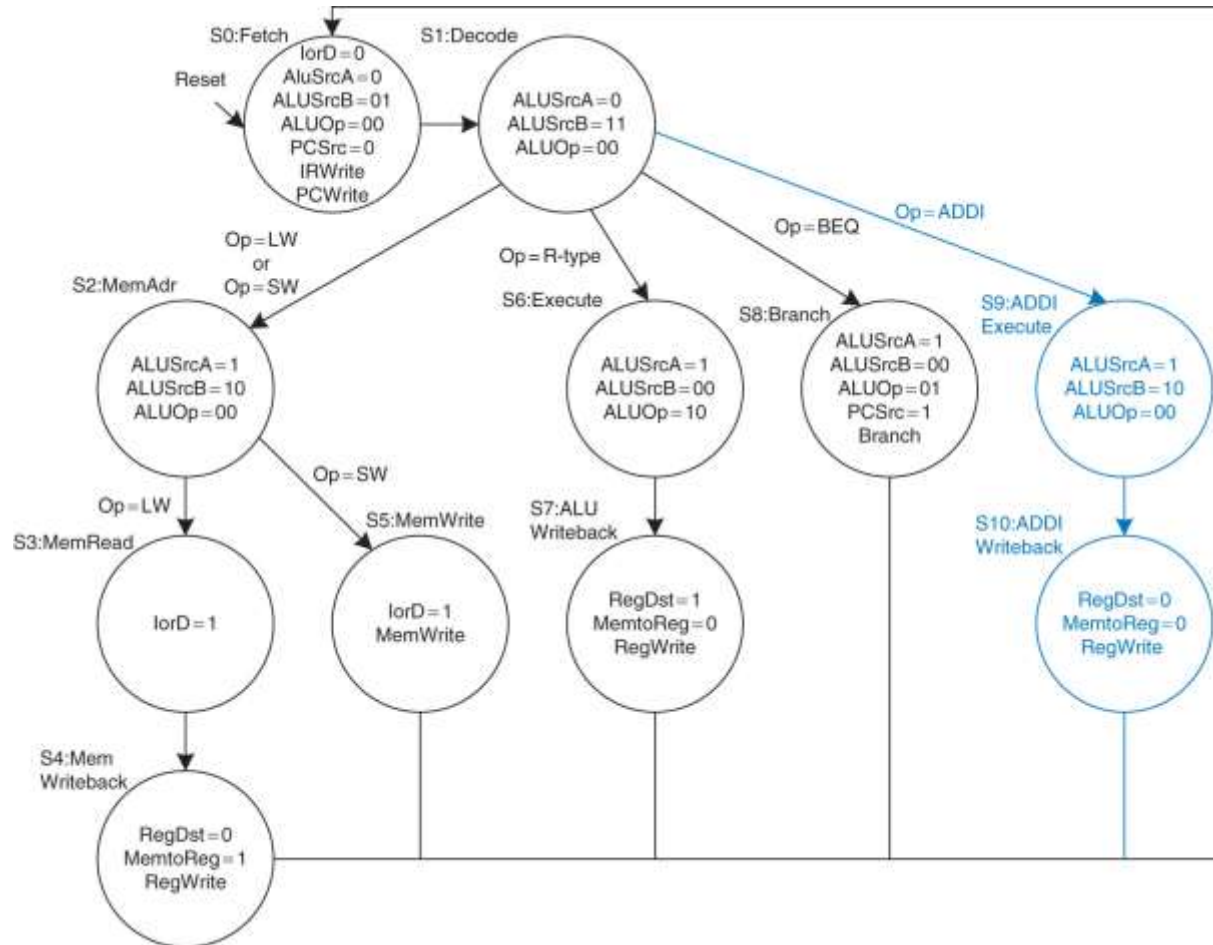 S0:Fetch
Reset
IorD=0
AluSrcA=0
ALUSrcB=01
ALUOp=00
PCSrc=0
IRWrite
PCWrite
S1:Decode
ALUSrcA=0
ALUSrcB=11
ALUOp=00
Op=LW
or
Op=SW
Op=R-type
Op=BEQ
Op=ADDI
S2:MemAdr
ALUSrcA=1
ALUSrcB=10
ALUOp=00
S6:Execute
ALUSrcA=1
ALUSrcB=00
ALUOp=10
S8:Branch
ALUSrcA=1
ALUSrcB=00
ALUOp=01
PCSrc=1
Branch
S9:ADDI
Execute
ALUSrcA=1
ALUSrcB=10
ALUOp=00
Op=LW
Op=SW
S3:MemRead
IorD=1
S5:MemWrite
IorD=1
MemWrite
S7:ALU
Writeback
RegDst=1
MemtoReg=0
RegWrite
S10:ADDI
Writeback
RegDst=0
MemtoReg=0
RegWrite
S4:Mem
Writeback
RegDst=0
MemtoReg=1
RegWrite